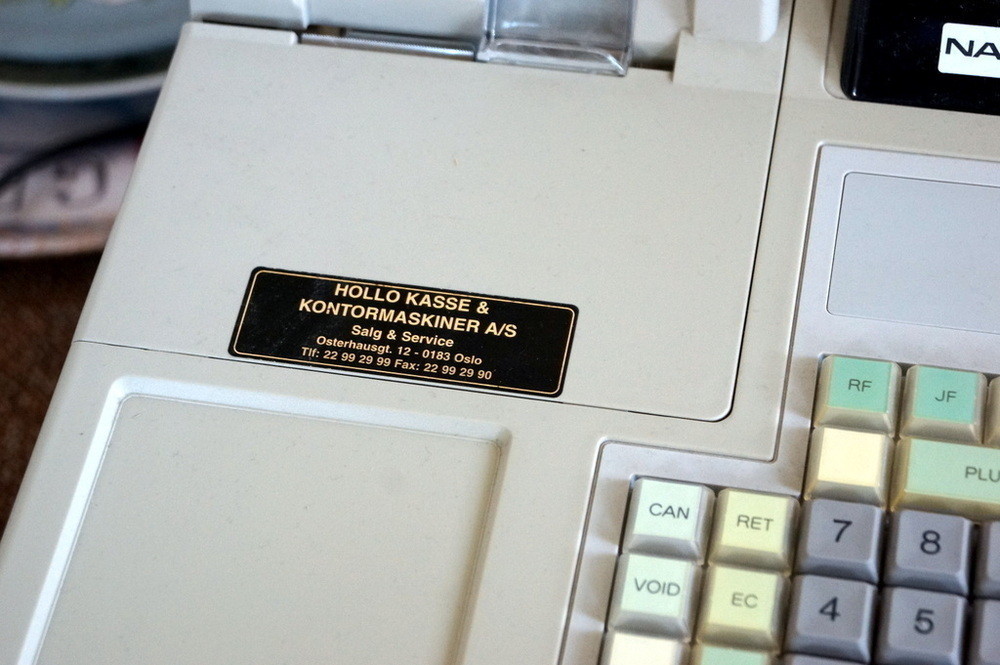 NA
HOLLO KASSE &
KONTORMASKINER A/S
Salg & Service
Osterhausgt. 12 - 0183 Oslo
Tlf: 22 99 29 99 Fax: 22 99 29 90
RF JF
PLU
CAN RET 7 8
VOID EC 4 5